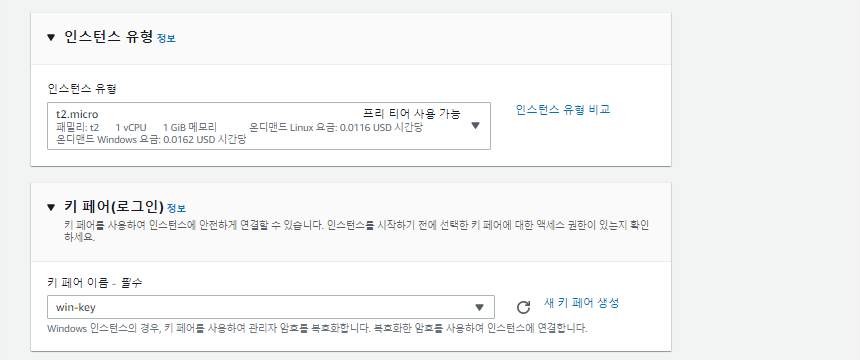 인스턴스 유형 정보
인스턴스 유형
t2.micro 프리 티어 사용 가능
패밀리: t2 1 vCPU 1 GiB 메모리 온디맨드 Linux 요금: 0.0116 USD 시간당
온디맨드 Windows 요금: 0.0162 USD 시간당
인스턴스 유형 비교
키 페어(로그인) 정보
키 페어를 사용하여 인스턴스에 안전하게 연결할 수 있습니다. 인스턴스를 시작하기 전에 선택한 키 페어에 대한 액세스 권한이 있는지 확인
하세요.
키 페어 이름 - 필수
win-key
새 키 페어 생성
Windows 인스턴스의 경우, 키 페어를 사용하여 관리자 암호를 복호화합니다. 복호화한 암호를 사용하여 인스턴스에 연결합니다.